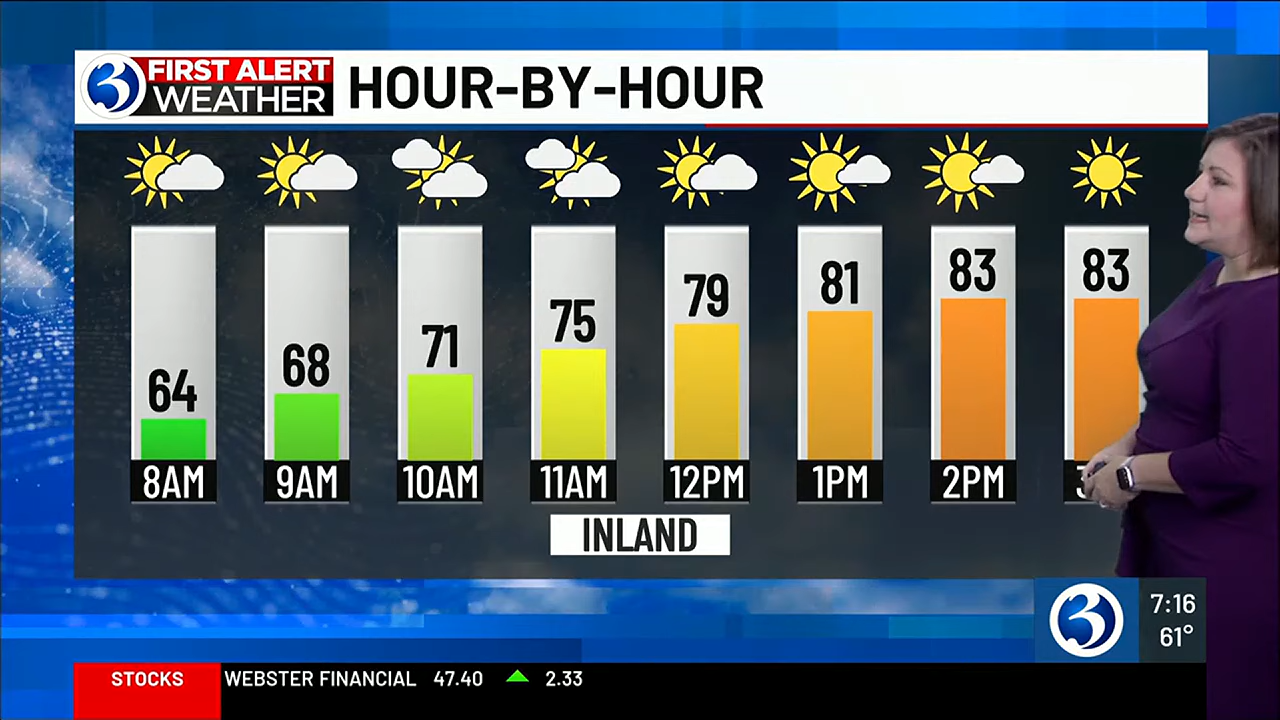 3 FIRST ALERT
WEATHER
HOUR-BY-HOUR
64 68 71 75 79 81 83 83
8AM 9AM 10AM 11AM 12PM 1PM 2PM
INLAND
3
7:16
61°
STOCKS WEBSTER FINANCIAL 47.40 2.33